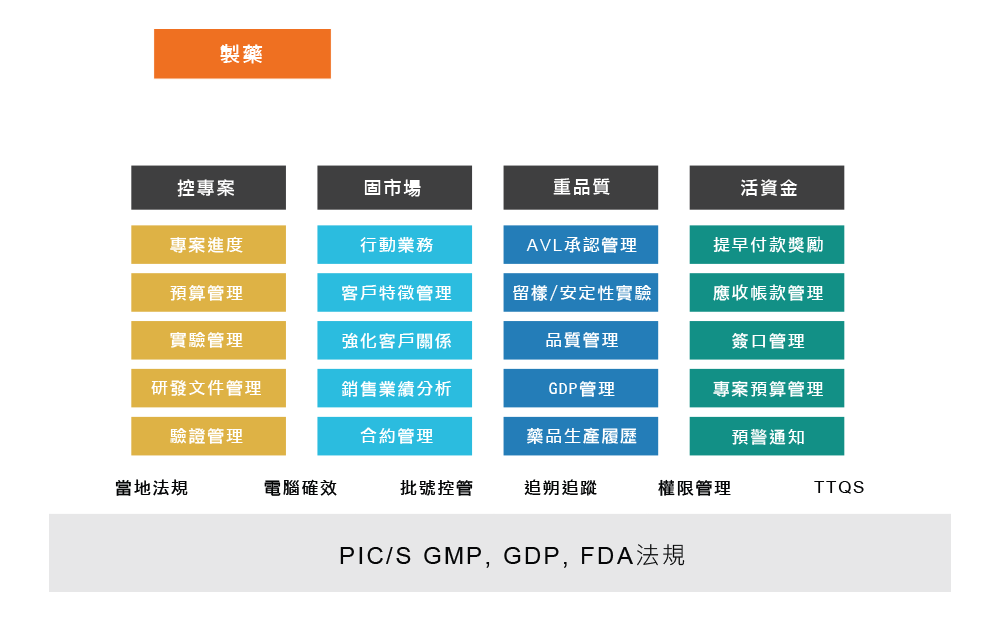 製藥
控專案 固市場 重品質 活資金
專案進度 行動業務 AVL承認管理 提早付款獎勵
預算管理 客戶特徵管理 留樣/安定性實驗 應收帳款管理
實驗管理 強化客戶關係 品質管理 簽口管理
研發文件管理 銷售業績分析 GDP管理 專案預算管理
驗證管理 合約管理 藥品生產履歷 預警通知
當地法規 電腦確效 批號控管 追朔追蹤 權限管理 TTQS
PIC/S GMP, GDP, FDA法規